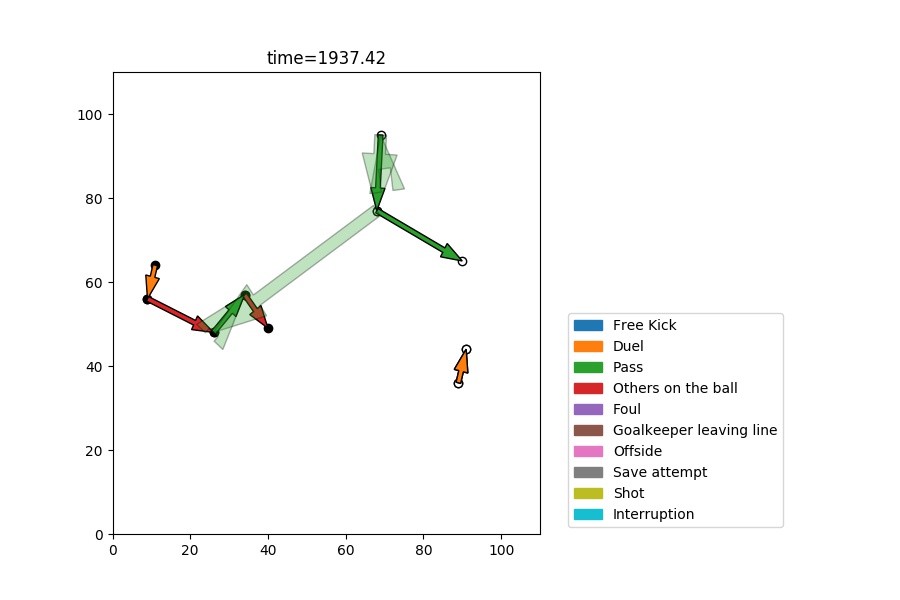 time=1937.42
100
80
60
40
20
0
0 20 40 60 80 100
Free Kick
Duel
Pass
Others on the ball
Foul
Goalkeeper leaving line
Offside
Save attempt
Shot
Interruption